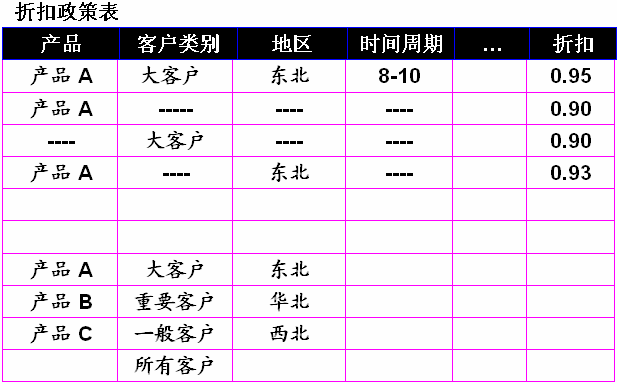 折扣政策表
产品 客户类别 地区 时间周期 ... 折扣
产品 A 大客户 东北 8-10 0.95
产品 A ----- ---- ---- 0.90
---- 大客户 ---- ---- 0.90
产品 A ---- 东北 ---- 0.93
产品 A 大客户 东北
产品 B 重要客户 华北
产品 C 一般客户 西北
所有客户